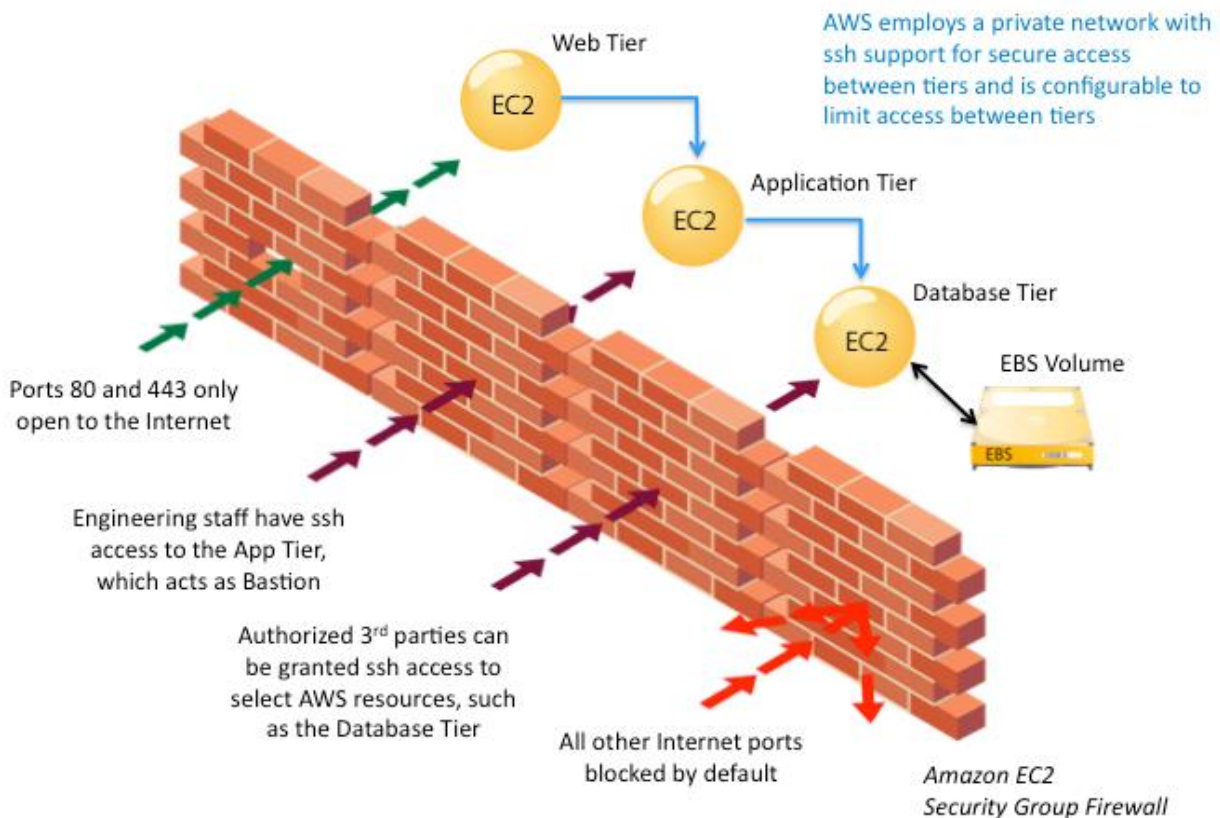 Web Tier
AWS employs a private network with
ssh support for secure access
between tiers and is configurable to
limit access between tiers
EC2
Application Tier
EC2
Database Tier
EC2
EBS Volume
EBS
Ports 80 and 443 only
open to the Internet
Engineering staff have ssh
access to the App Tier,
which acts as Bastion
Authorized 3rd parties can
be granted ssh access to
select AWS resources, such
as the Database Tier
All other Internet ports
blocked by default
Amazon EC2
Security Group Firewall